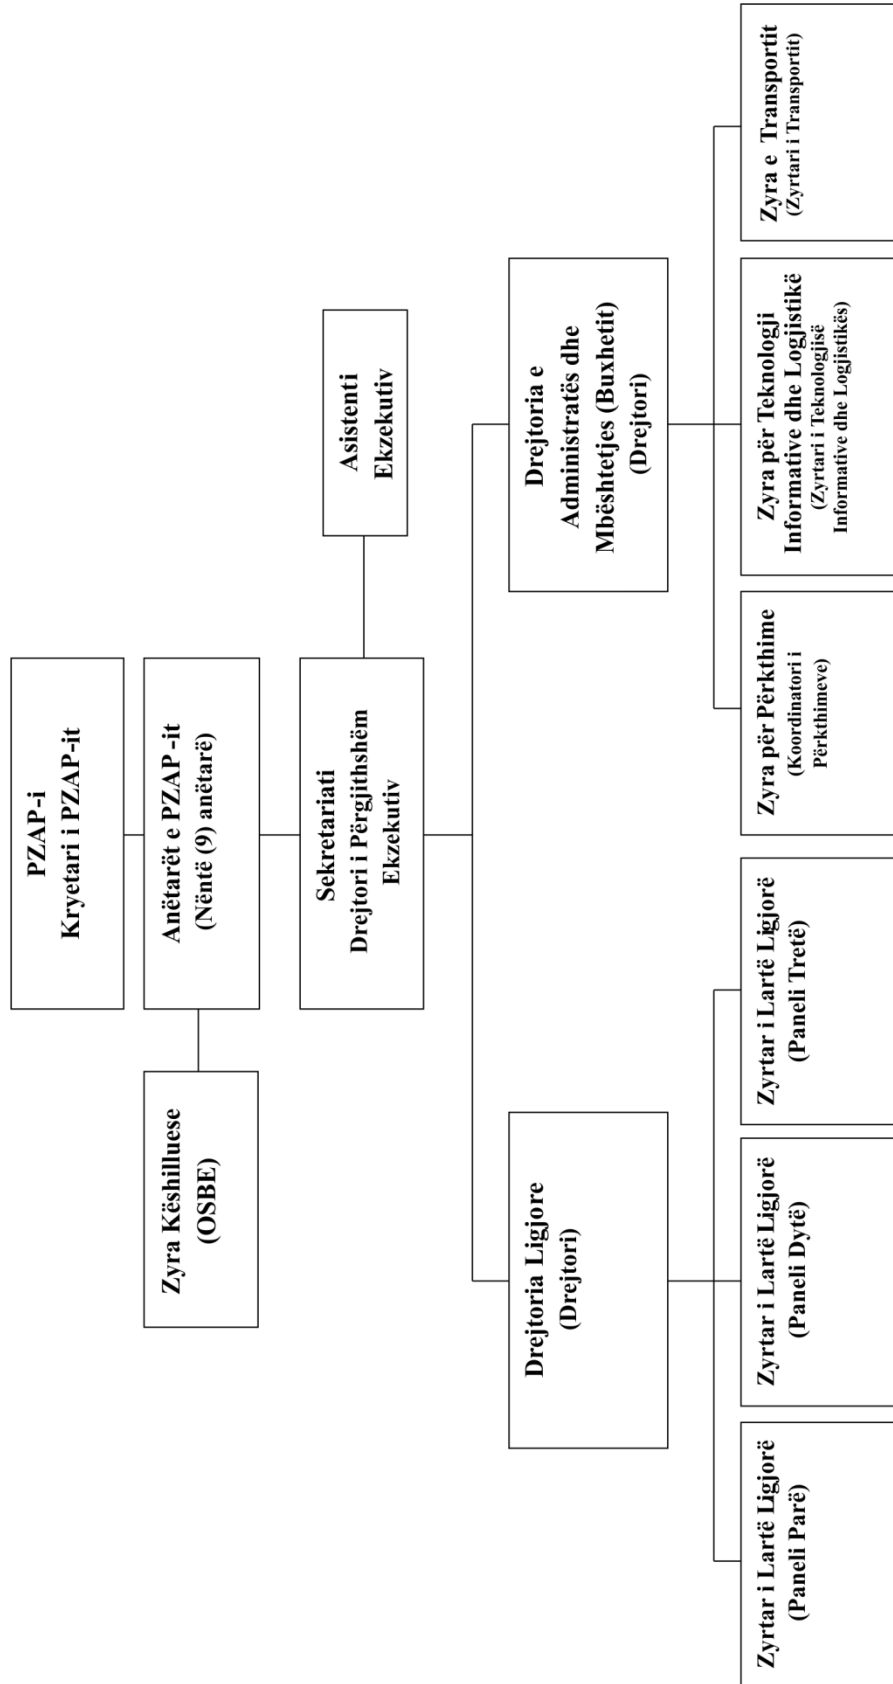 PZAP-i
Kryetari i PZAP-it
Zyra Këshilluese
(OSBE)
Anëtarët e PZAP -it
(Nëntë (9) anëtarë)
Sekretariati
Drejtori i Përgjithshëm
Ekzekutiv
Asistenti
Ekzekutiv
Drejtoria Ligjore
(Drejtori)
Drejtoria e
Administratës dhe
Mbështetjes (Buxhetit)
(Drejtori)
Zyrtar i Lartë Ligjorë
(Paneli Parë)
Zyrtar i Lartë Ligjorë
(Paneli Dytë)
Zyrtar i Lartë Ligjorë
(Paneli Tretë)
Zyra për Përkthime
(Koordinatori i
Përkthimeve)
Zyra për Teknologji
Informative dhe Logjistikë
(Zyrtari i Teknologjisë
Informative dhe Logjistikës)
Zyra e Transportit
(Zyrtari i Transportit)